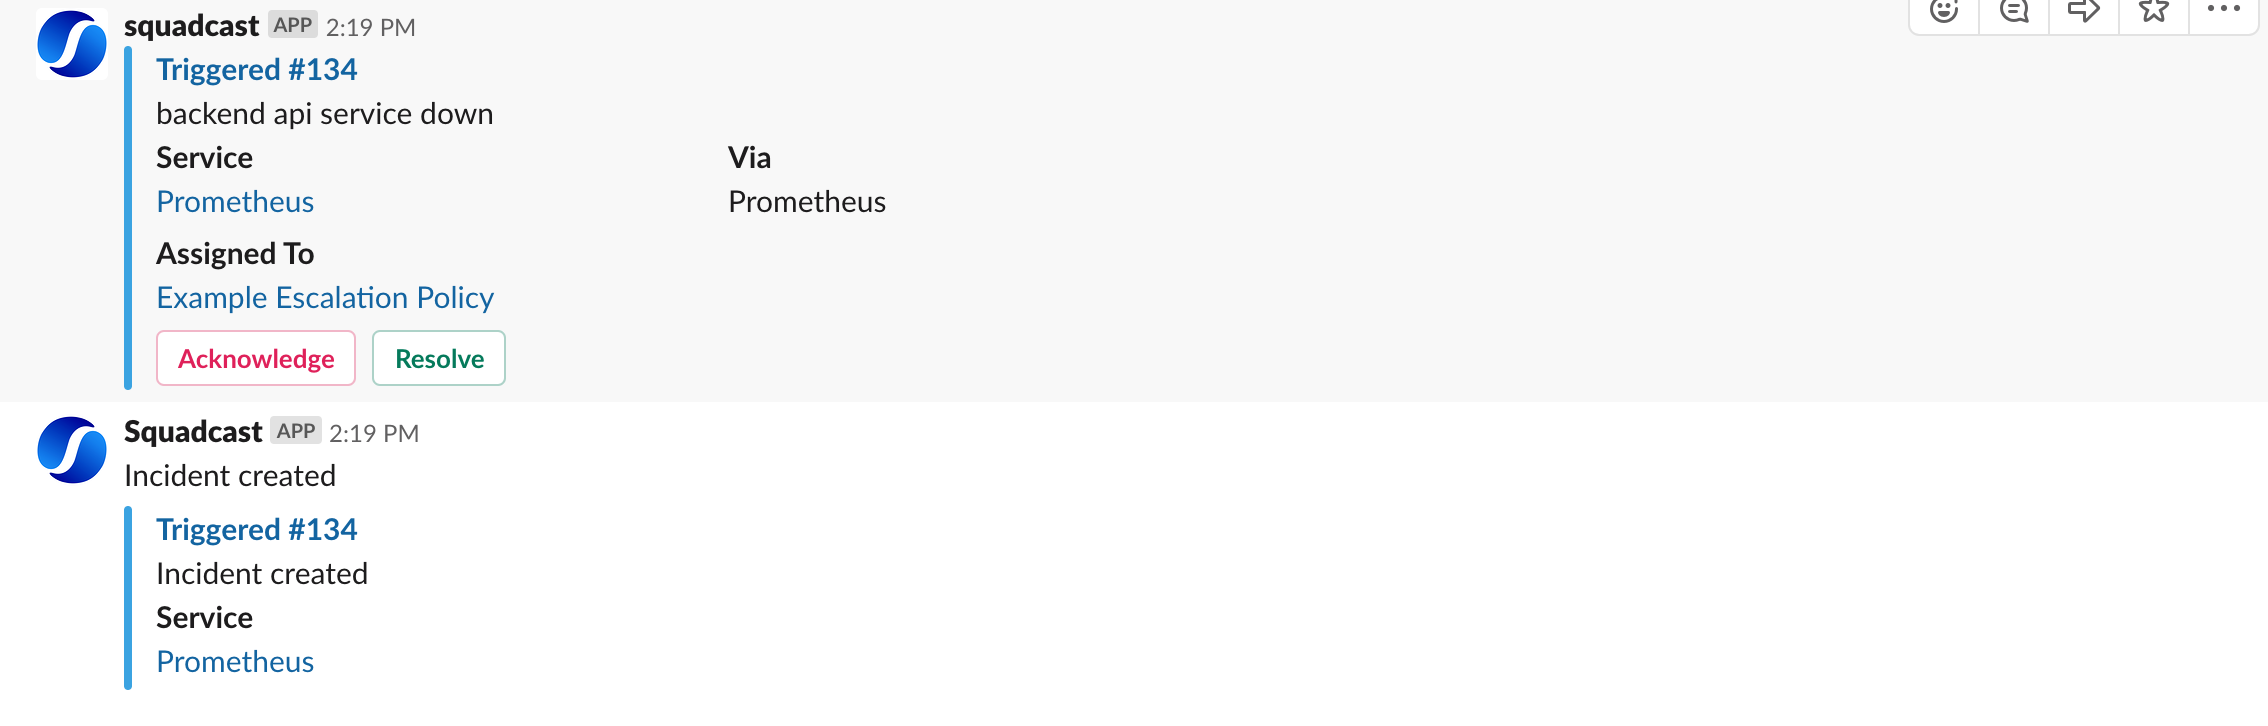 squadcast APP 2:19 PM
Triggered #134
backend api service down
Service Via
Prometheus Prometheus
Assigned To
Example Escalation Policy
Acknowledge Resolve
Squadcast APP 2:19 PM
Incident created
Triggered #134
Incident created
Service
Prometheus